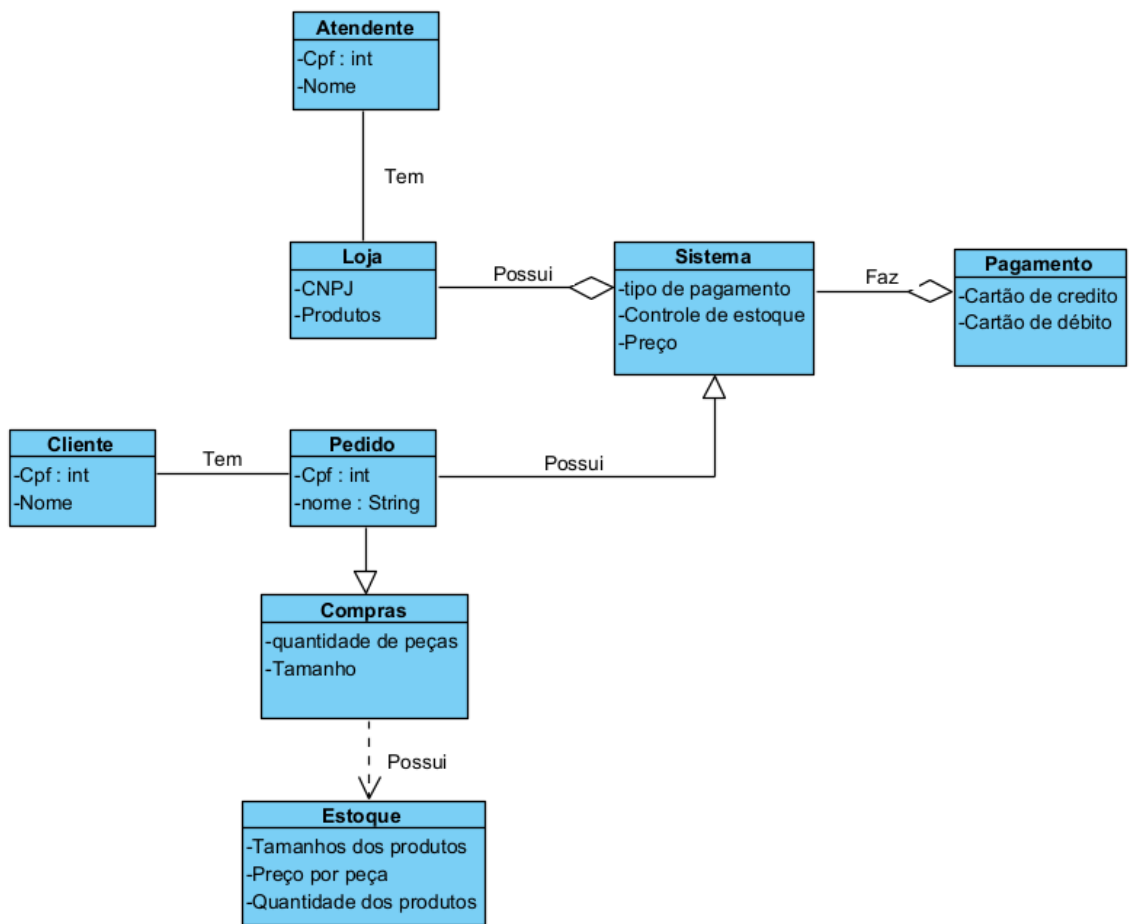 Atendente
-Cpf : int
-Nome
Tem
Loja
-CNPJ
-Produtos
Possui
Sistema
-tipo de pagamento
-Controle de estoque
-Preço
Faz
Pagamento
-Cartão de credito
-Cartão de débito
Cliente
-Cpf : int
-Nome
Tem
Pedido
-Cpf : int
-nome : String
Possui
Compras
-quantidade de peças
-Tamanho
Possui
Estoque
-Tamanhos dos produtos
-Preço por peça
-Quantidade dos produtos